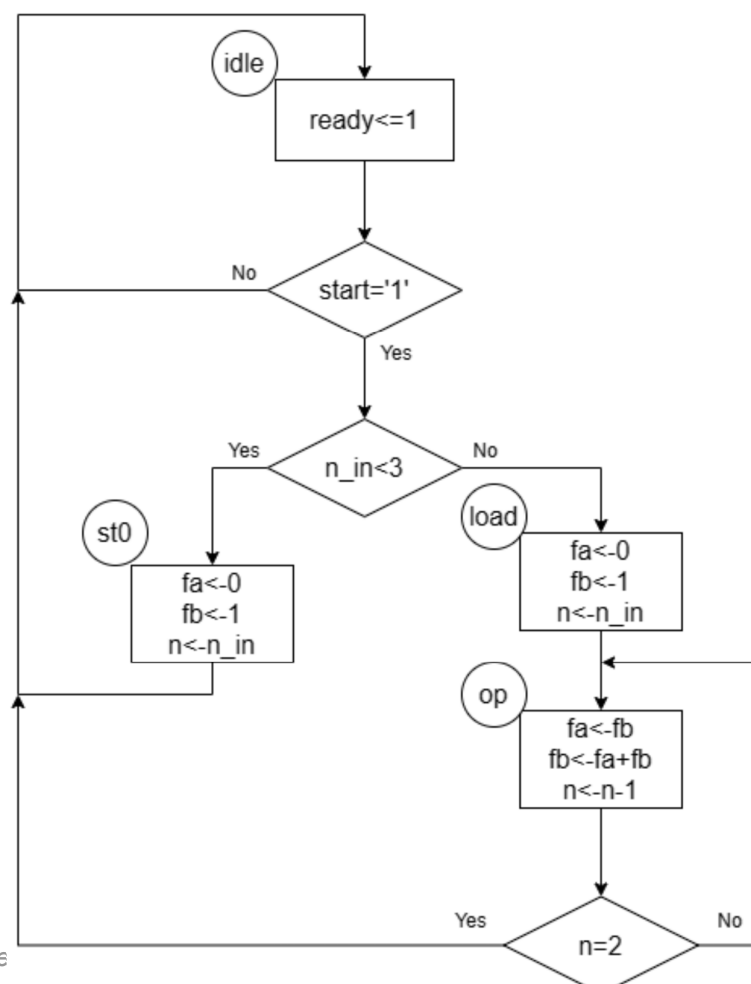 idle
ready<=1
No
start='1'
Yes
Yes
n_in<3
No
st0
fa<-0
fb<-1
n<-n_in
load
fa<-0
fb<-1
n<-n_in
op
fa<-fb
fb<-fa+fb
n<-n-1
Yes
n=2
No